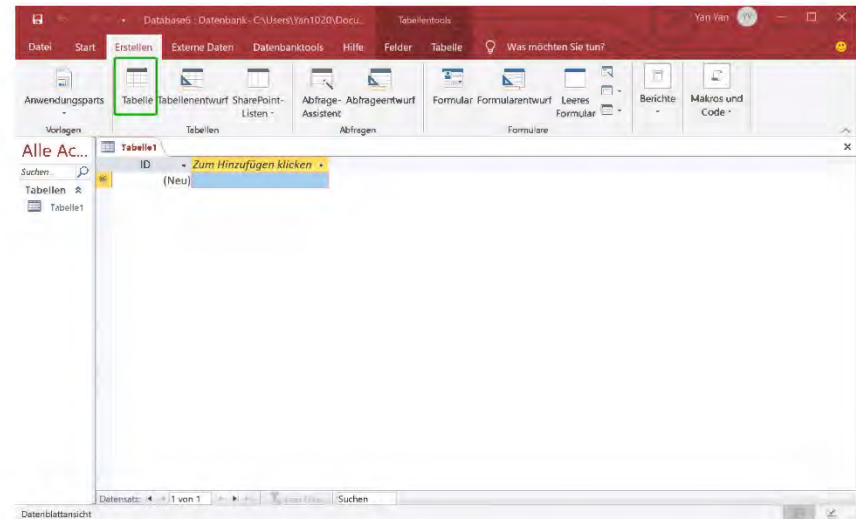 Database6 : Datenbank- C:\Users\Yan1020\Docu... Tabellentools Yan Yan YY
Datei Start Erstellen Externe Daten Datenbanktools Hilfe Felder Tabelle Was möchten Sie tun?
Anwendungsparts Tabelle Tabellenentwurf SharePoint-Listen Abfrage-Assistent Abfrageentwurf Formular Formularentwurf Leeres Formular Berichte Makros und Code
Vorlagen Tabellen Abfragen Formulare
Alle Ac... Tabelle1
ID Zum Hinzufügen klicken
Suchen..
(Neu)
Tabellen
Tabelle1
Datensatz: 1 von 1 Suchen
Datenblattansicht